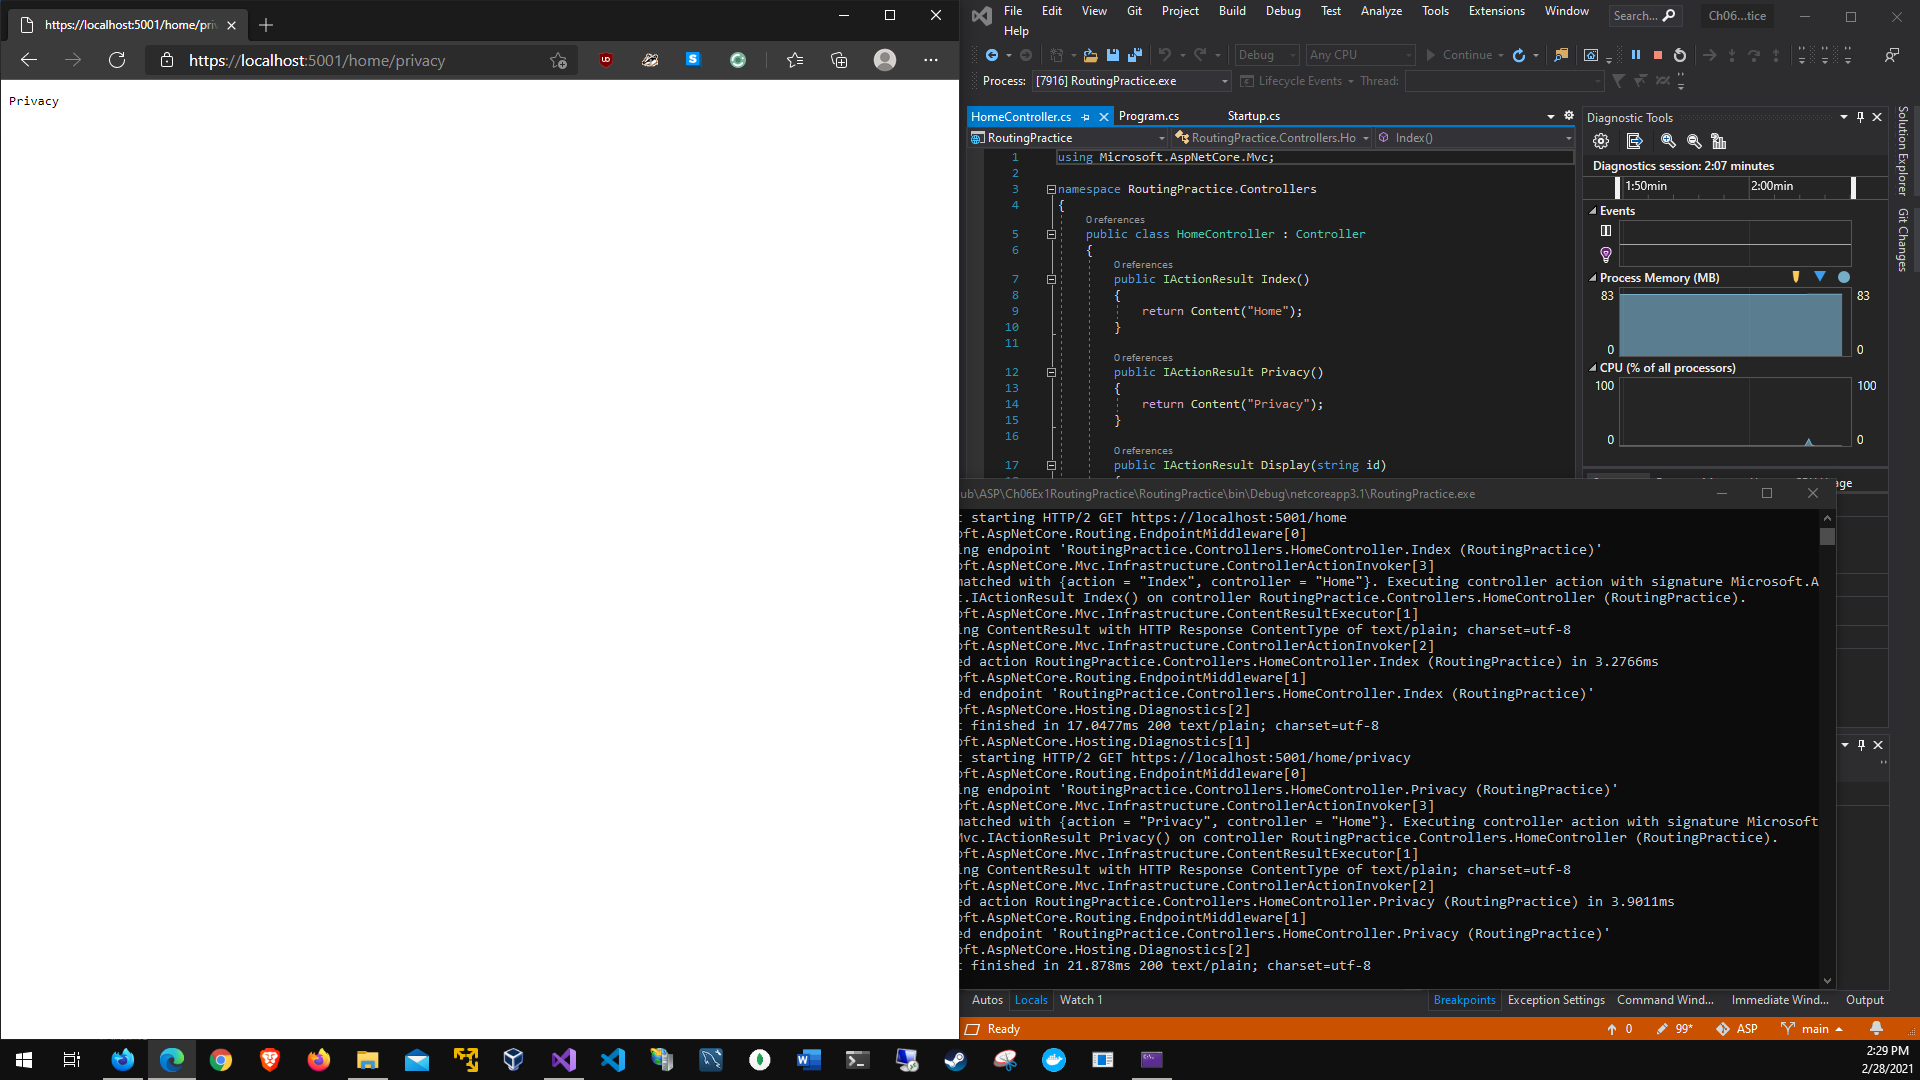 https://localhost:5001/home/priv
https://localhost:5001/home/privacy
Privacy
File Edit View Git Project Build Debug Test Analyze Tools Extensions Window
Search... Ch06...tice
Help
Debug Any CPU Continue
Process: [7916] RoutingPractice.exe Lifecycle Events Thread:
HomeController.cs Program.cs Startup.cs
RoutingPractice RoutingPractice.Controllers.Ho Index()
1 using Microsoft.AspNetCore.Mvc;
2
3 namespace RoutingPractice.Controllers
4 {
0 references
5 public class HomeController : Controller
6 {
0 references
7 public IActionResult Index()
8 {
9 return Content("Home");
10 }
11
0 references
12 public IActionResult Privacy()
13 {
14 return Content("Privacy");
15 }
16
0 references
17 public IActionResult Display(string id)
Diagnostic Tools
Diagnostics session: 2:07 minutes
1:50min 2:00min
Events
Process Memory (MB)
83 83
0 0
CPU (% of all processors)
100 100
0 0
Solution Explorer
Git Changes
ub\ASP\Ch06Ex1RoutingPractice\RoutingPractice\bin\Debug\netcoreapp3.1\RoutingPractice.exe
t starting HTTP/2 GET https://localhost:5001/home
oft.AspNetCore.Routing.EndpointMiddleware[0]
ing endpoint 'RoutingPractice.Controllers.HomeController.Index (RoutingPractice)'
oft.AspNetCore.Mvc.Infrastructure.ControllerActionInvoker[3]
matched with {action = "Index", controller = "Home"}. Executing controller action with signature Microsoft.A
t.IActionResult Index() on controller RoutingPractice.Controllers.HomeController (RoutingPractice).
oft.AspNetCore.Mvc.Infrastructure.ContentResultExecutor[1]
ing ContentResult with HTTP Response ContentType of text/plain; charset=utf-8
oft.AspNetCore.Mvc.Infrastructure.ControllerActionInvoker[2]
ed action RoutingPractice.Controllers.HomeController.Index (RoutingPractice) in 3.2766ms
oft.AspNetCore.Routing.EndpointMiddleware[1]
ed endpoint 'RoutingPractice.Controllers.HomeController.Index (RoutingPractice)'
oft.AspNetCore.Hosting.Diagnostics[2]
t finished in 17.0477ms 200 text/plain; charset=utf-8
oft.AspNetCore.Hosting.Diagnostics[1]
t starting HTTP/2 GET https://localhost:5001/home/privacy
oft.AspNetCore.Routing.EndpointMiddleware[0]
ing endpoint 'RoutingPractice.Controllers.HomeController.Privacy (RoutingPractice)'
oft.AspNetCore.Mvc.Infrastructure.ControllerActionInvoker[3]
matched with {action = "Privacy", controller = "Home"}. Executing controller action with signature Microsoft
Mvc.IActionResult Privacy() on controller RoutingPractice.Controllers.HomeController (RoutingPractice).
oft.AspNetCore.Mvc.Infrastructure.ContentResultExecutor[1]
ing ContentResult with HTTP Response ContentType of text/plain; charset=utf-8
oft.AspNetCore.Mvc.Infrastructure.ControllerActionInvoker[2]
ed action RoutingPractice.Controllers.HomeController.Privacy (RoutingPractice) in 3.9011ms
oft.AspNetCore.Routing.EndpointMiddleware[1]
ed endpoint 'RoutingPractice.Controllers.HomeController.Privacy (RoutingPractice)'
oft.AspNetCore.Hosting.Diagnostics[2]
t finished in 21.878ms 200 text/plain; charset=utf-8
Autos Locals Watch 1 Breakpoints Exception Settings Command Wind... Immediate Wind... Output
Ready 0 99* ASP main
2:29 PM
2/28/2021